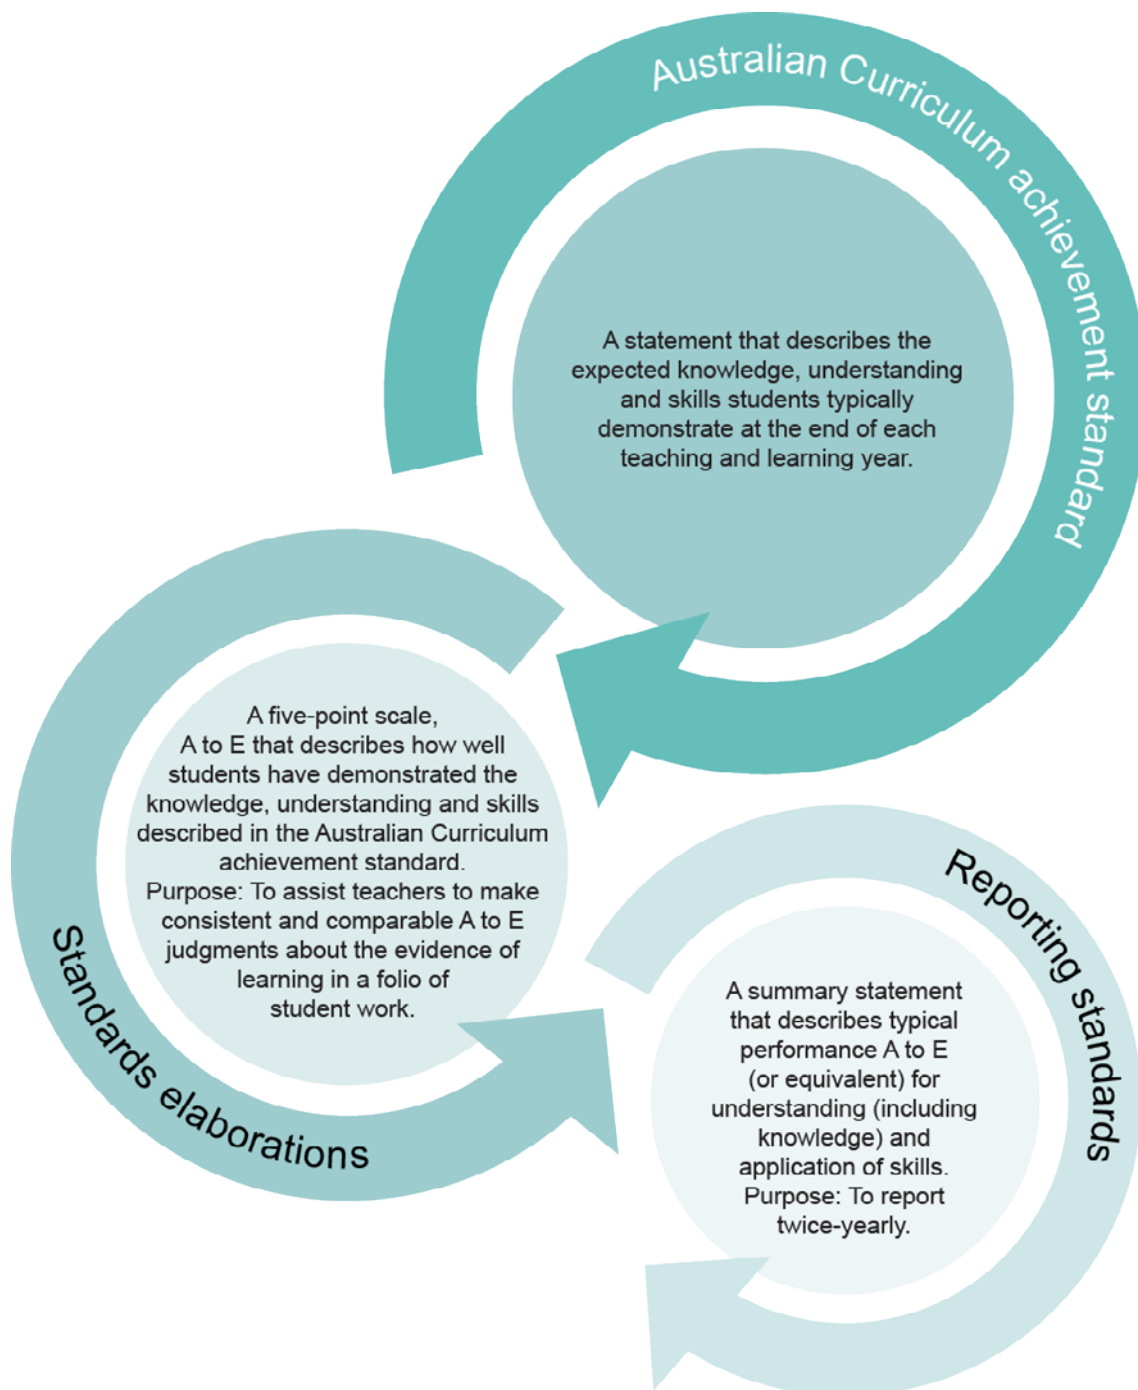 Australian Curriculum achievement standard
A statement that describes the
expected knowledge, understanding
and skills students typically
demonstrate at the end of each
teaching and learning year.
Standards elaborations
A five-point scale,
A to E that describes how well
students have demonstrated the
knowledge, understanding and skills
described in the Australian Curriculum
achievement standard.
Purpose: To assist teachers to make
consistent and comparable A to E
judgments about the evidence of
learning in a folio of
student work.
Reporting standards
A summary statement
that describes typical
performance A to E
(or equivalent) for
understanding (including
knowledge) and
application of skills.
Purpose: To report
twice-yearly.